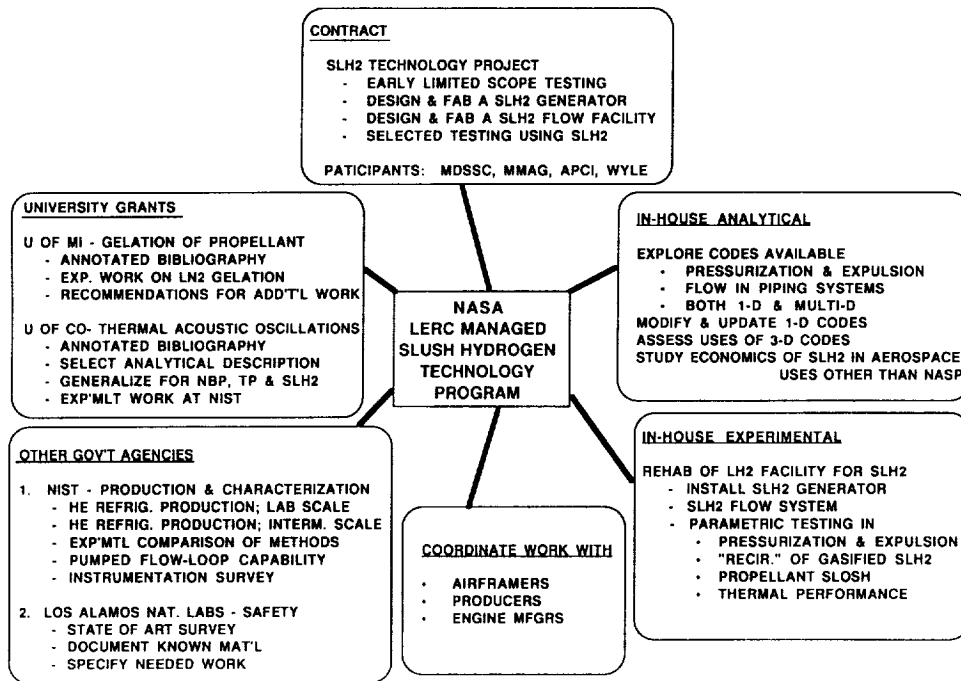 CONTRACT
SLH2 TECHNOLOGY PROJECT
- EARLY LIMITED SCOPE TESTING
- DESIGN & FAB A SLH2 GENERATOR
- DESIGN & FAB A SLH2 FLOW FACILITY
- SELECTED TESTING USING SLH2
PATICIPANTS: MDSSC, MMAG, APCI, WYLE
UNIVERSITY GRANTS
U OF MI - GELATION OF PROPELLANT
- ANNOTATED BIBLIOGRAPHY
- EXP. WORK ON LN2 GELATION
- RECOMMENDATIONS FOR ADD'T'L WORK
U OF CO- THERMAL ACOUSTIC OSCILLATIONS
- ANNOTATED BIBLIOGRAPHY
- SELECT ANALYTICAL DESCRIPTION
- GENERALIZE FOR NBP, TP & SLH2
- EXP'MLT WORK AT NIST
NASA
LERC MANAGED
SLUSH HYDROGEN
TECHNOLOGY
PROGRAM
IN-HOUSE ANALYTICAL
EXPLORE CODES AVAILABLE
• PRESSURIZATION & EXPULSION
• FLOW IN PIPING SYSTEMS
• BOTH 1-D & MULTI-D
MODIFY & UPDATE 1-D CODES
ASSESS USES OF 3-D CODES
STUDY ECONOMICS OF SLH2 IN AEROSPACE
USES OTHER THAN NASP
OTHER GOV'T AGENCIES
1. NIST - PRODUCTION & CHARACTERIZATION
- HE REFRIG. PRODUCTION; LAB SCALE
- HE REFRIG. PRODUCTION; INTERM. SCALE
- EXP'MTL COMPARISON OF METHODS
- PUMPED FLOW-LOOP CAPABILITY
- INSTRUMENTATION SURVEY
2. LOS ALAMOS NAT. LABS - SAFETY
- STATE OF ART SURVEY
- DOCUMENT KNOWN MAT'L
- SPECIFY NEEDED WORK
COORDINATE WORK WITH
• AIRFRAMERS
• PRODUCERS
• ENGINE MFGRS
IN-HOUSE EXPERIMENTAL
REHAB OF LH2 FACILITY FOR SLH2
- INSTALL SLH2 GENERATOR
- SLH2 FLOW SYSTEM
- PARAMETRIC TESTING IN
• PRESSURIZATION & EXPULSION
• "RECIR." OF GASIFIED SLH2
• PROPELLANT SLOSH
• THERMAL PERFORMANCE